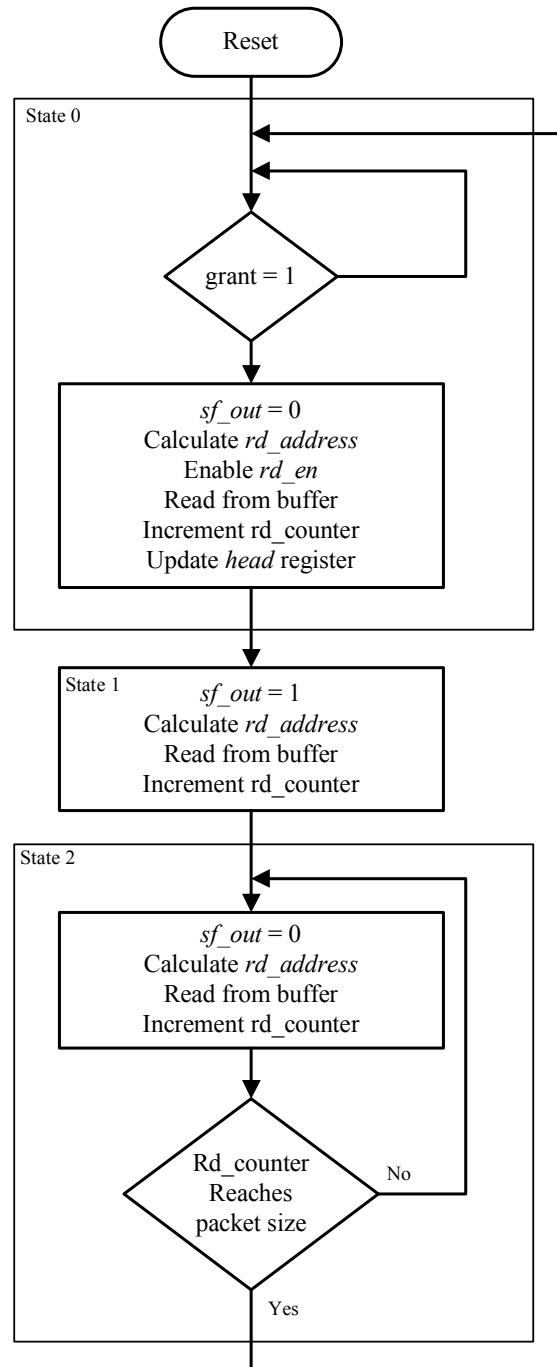 Reset
State 0
grant = 1
sf_out = 0
Calculate rd_address
Enable rd_en
Read from buffer
Increment rd_counter
Update head register
State 1
sf_out = 1
Calculate rd_address
Read from buffer
Increment rd_counter
State 2
sf_out = 0
Calculate rd_address
Read from buffer
Increment rd_counter
Rd_counter
Reaches
packet size
No
Yes